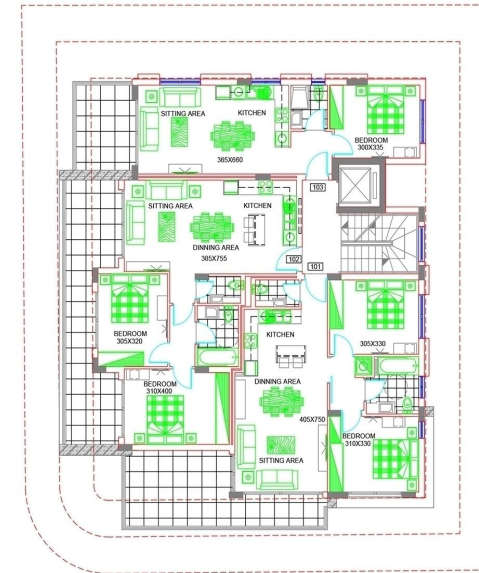 SITTING AREA
KITCHEN
365X660
BEDROOM
300X335
103
SITTING AREA
KITCHEN
DINNING AREA
385X755
102
101
BEDROOM
305X320
BEDROOM
310X400
KITCHEN
305X330
DINNING AREA
405X750
SITTING AREA
BEDROOM
310X330